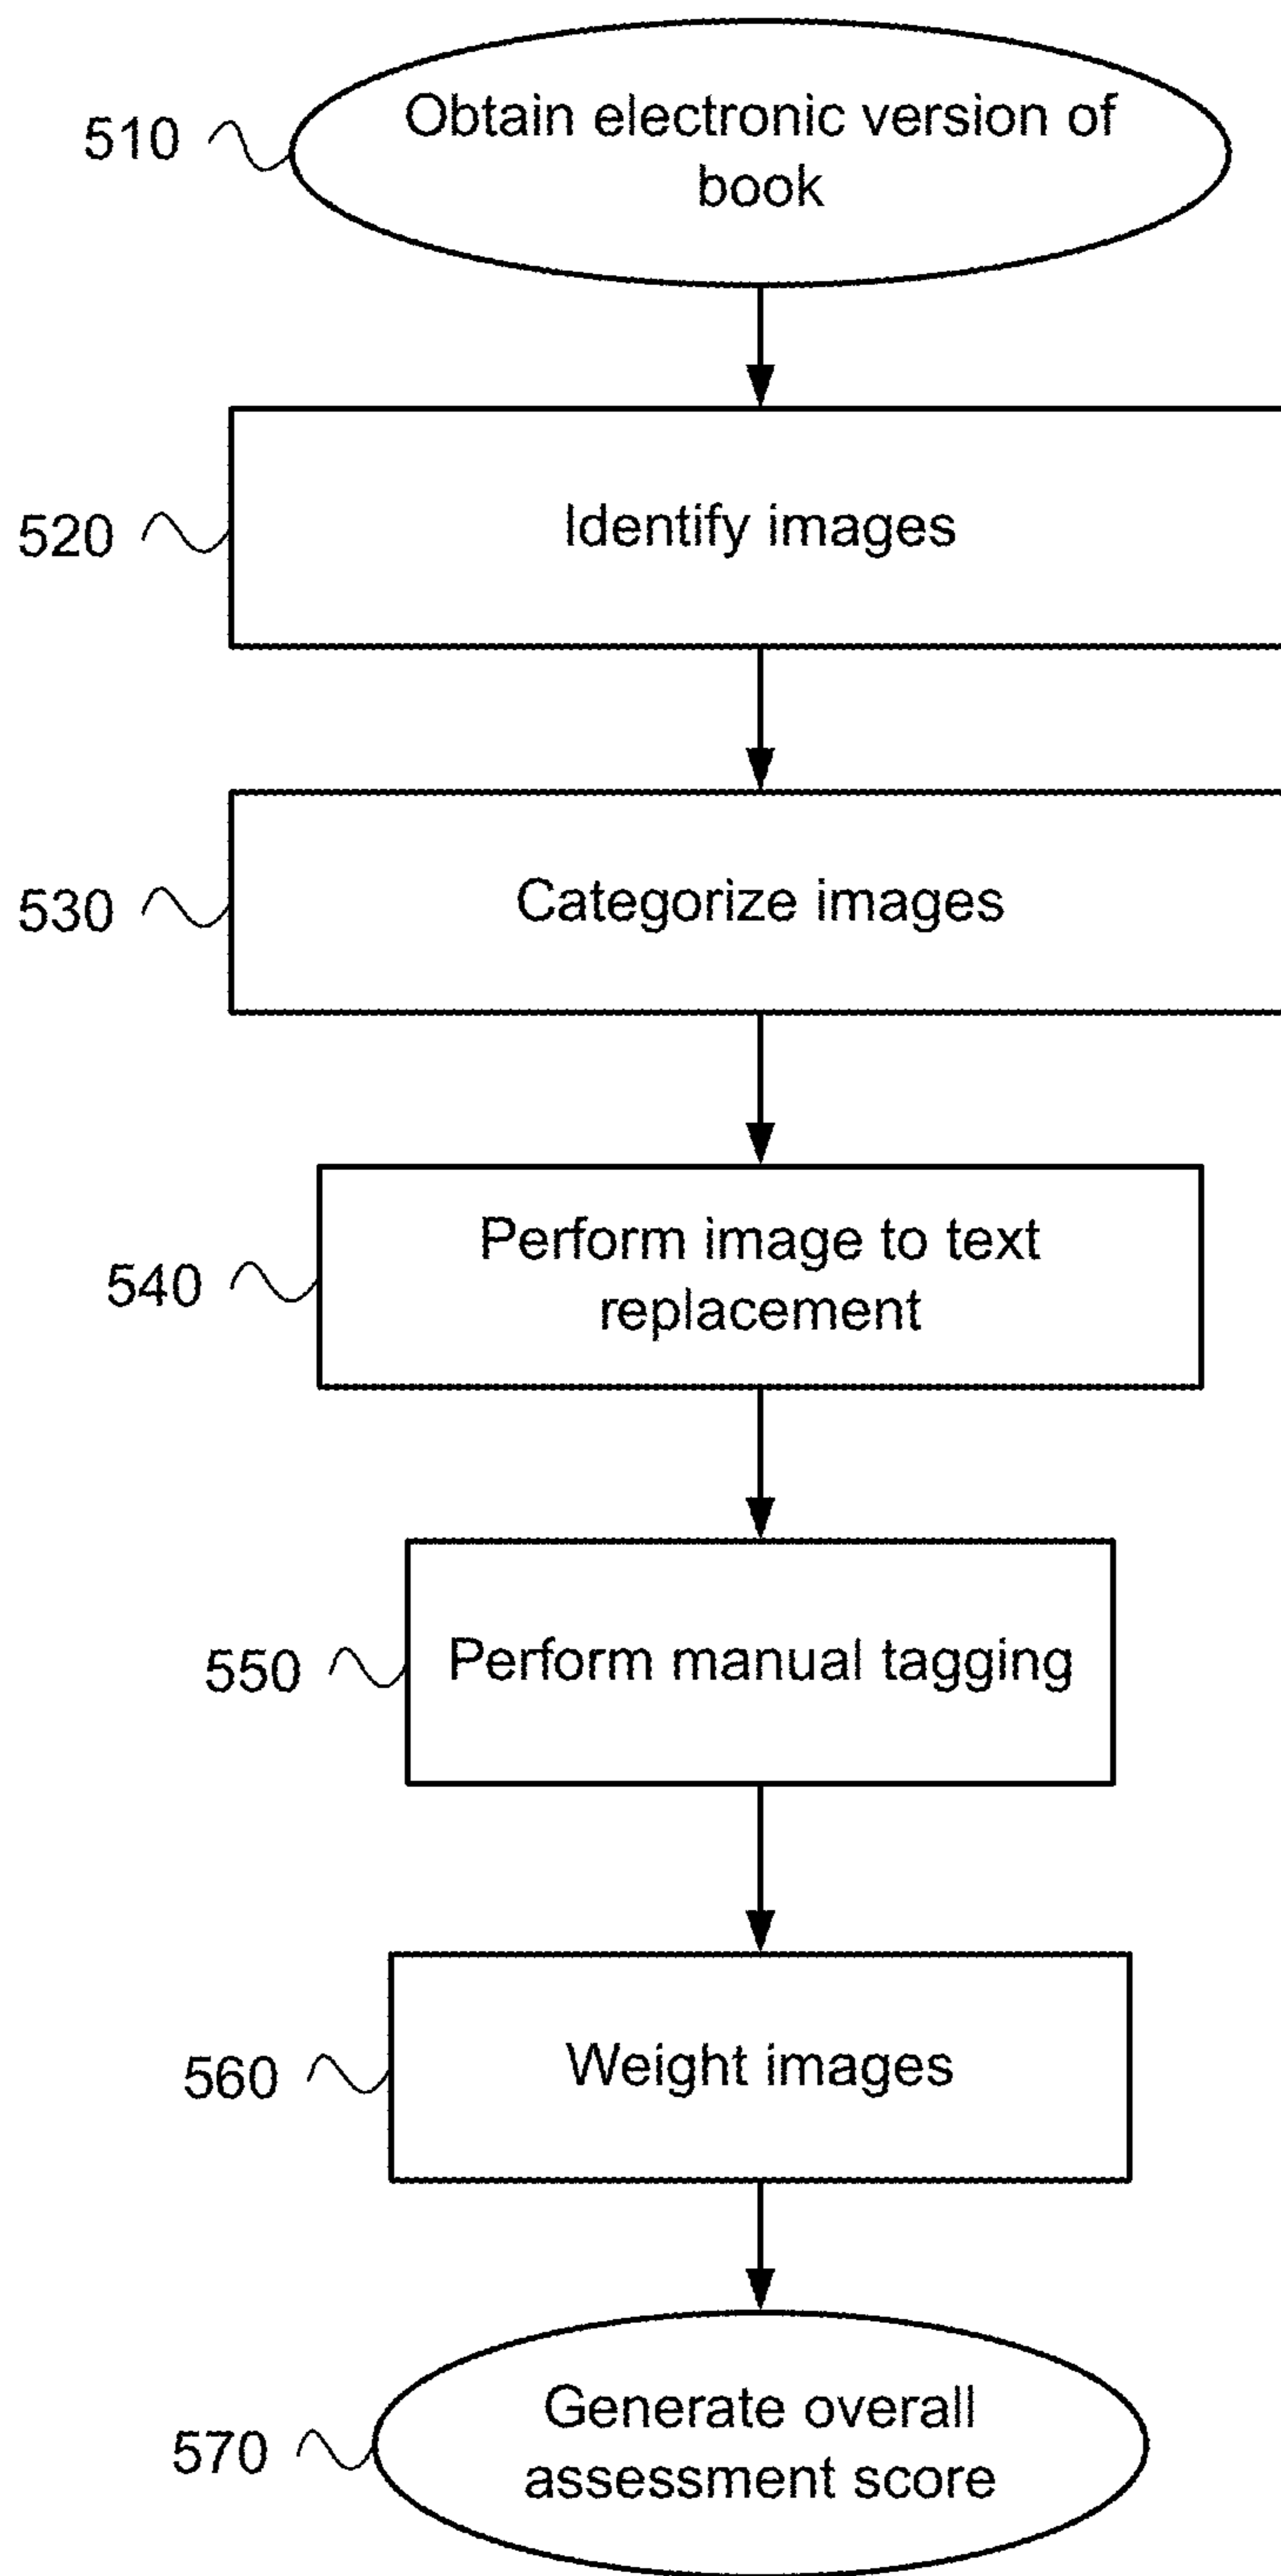 510
Obtain electronic version of
book
520
Identify images
530
Categorize images
540
Perform image to text
replacement
550
Perform manual tagging
560
Weight images
570
Generate overall
assessment score